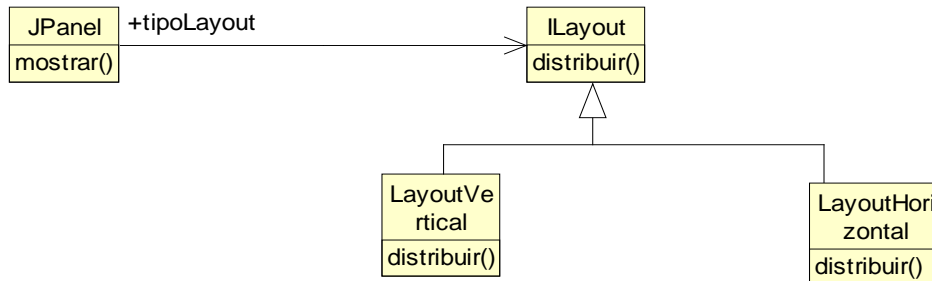 JPanel
mostrar()
+tipoLayout
ILayout
distribuir()
LayoutVe
rtical
distribuir()
LayoutHori
zontal
distribuir()